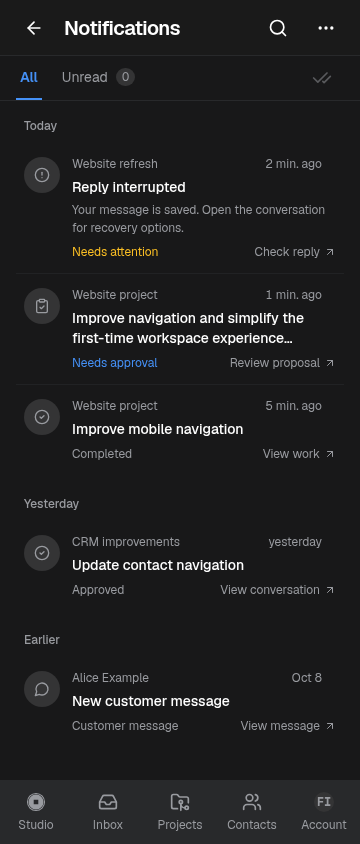 Notifications
All
Unread 0
Today
Website refresh 2 min. ago
Reply interrupted
Your message is saved. Open the conversation
for recovery options.
Needs attention Check reply
Website project 1 min. ago
Improve navigation and simplify the
first-time workspace experience…
Needs approval Review proposal
Website project 5 min. ago
Improve mobile navigation
Completed View work
Yesterday
CRM improvements yesterday
Update contact navigation
Approved View conversation
Earlier
Alice Example Oct 8
New customer message
Customer message View message
FI
Studio Inbox Projects Contacts Account